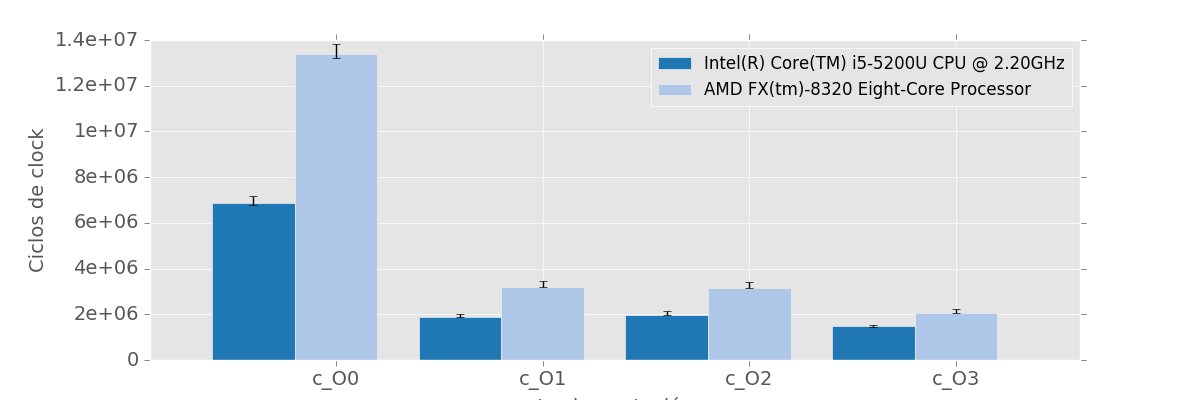 1.4e+07
1.2e+07
1e+07
8e+06
6e+06
4e+06
2e+06
0
Ciclos de clock
Intel(R) Core(TM) i5-5200U CPU @ 2.20GHz
AMD FX(tm)-8320 Eight-Core Processor
c_O0 c_O1 c_O2 c_O3